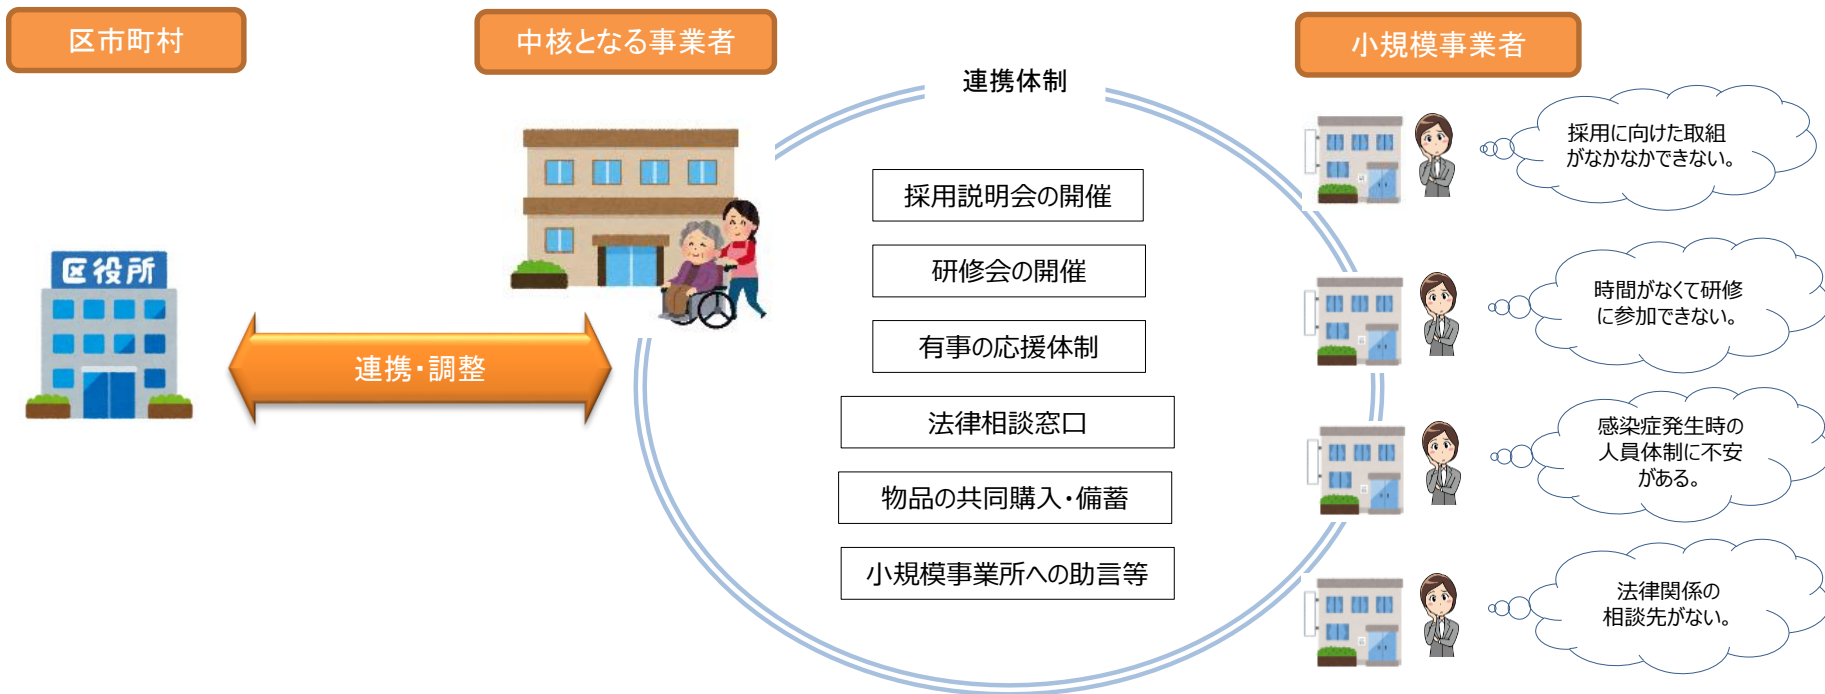 区市町村
中核となる事業者
小規模事業者
連携体制
区役所
連携・調整
採用説明会の開催
研修会の開催
有事の応援体制
法律相談窓口
物品の共同購入・備蓄
小規模事業所への助言等
採用に向けた取組
がなかなかできない。
時間がなくて研修
に参加できない。
感染症発生時の
人員体制に不安
がある。
法律関係の
相談先がない。